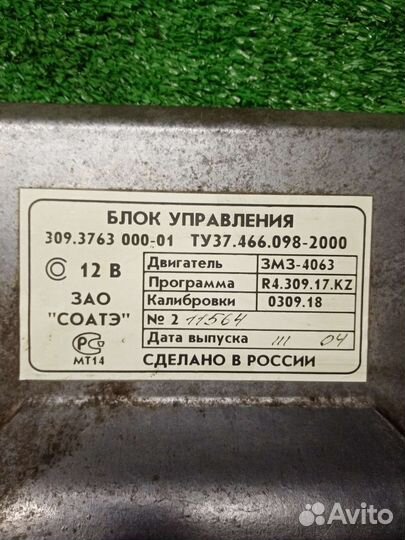 БЛОК УПРАВЛЕНИЯ
309.3763 000-01 ТУ37.466.098-2000
12 В
ЗАО
"СОАТЭ"
РС
МТ14
Двигатель ЗМЗ-4063
Программа R4.309.17.KZ
Калибровки 0309.18
№ 2 11564
Дата выпуска III 04
СДЕЛАНО В РОССИИ
Avito